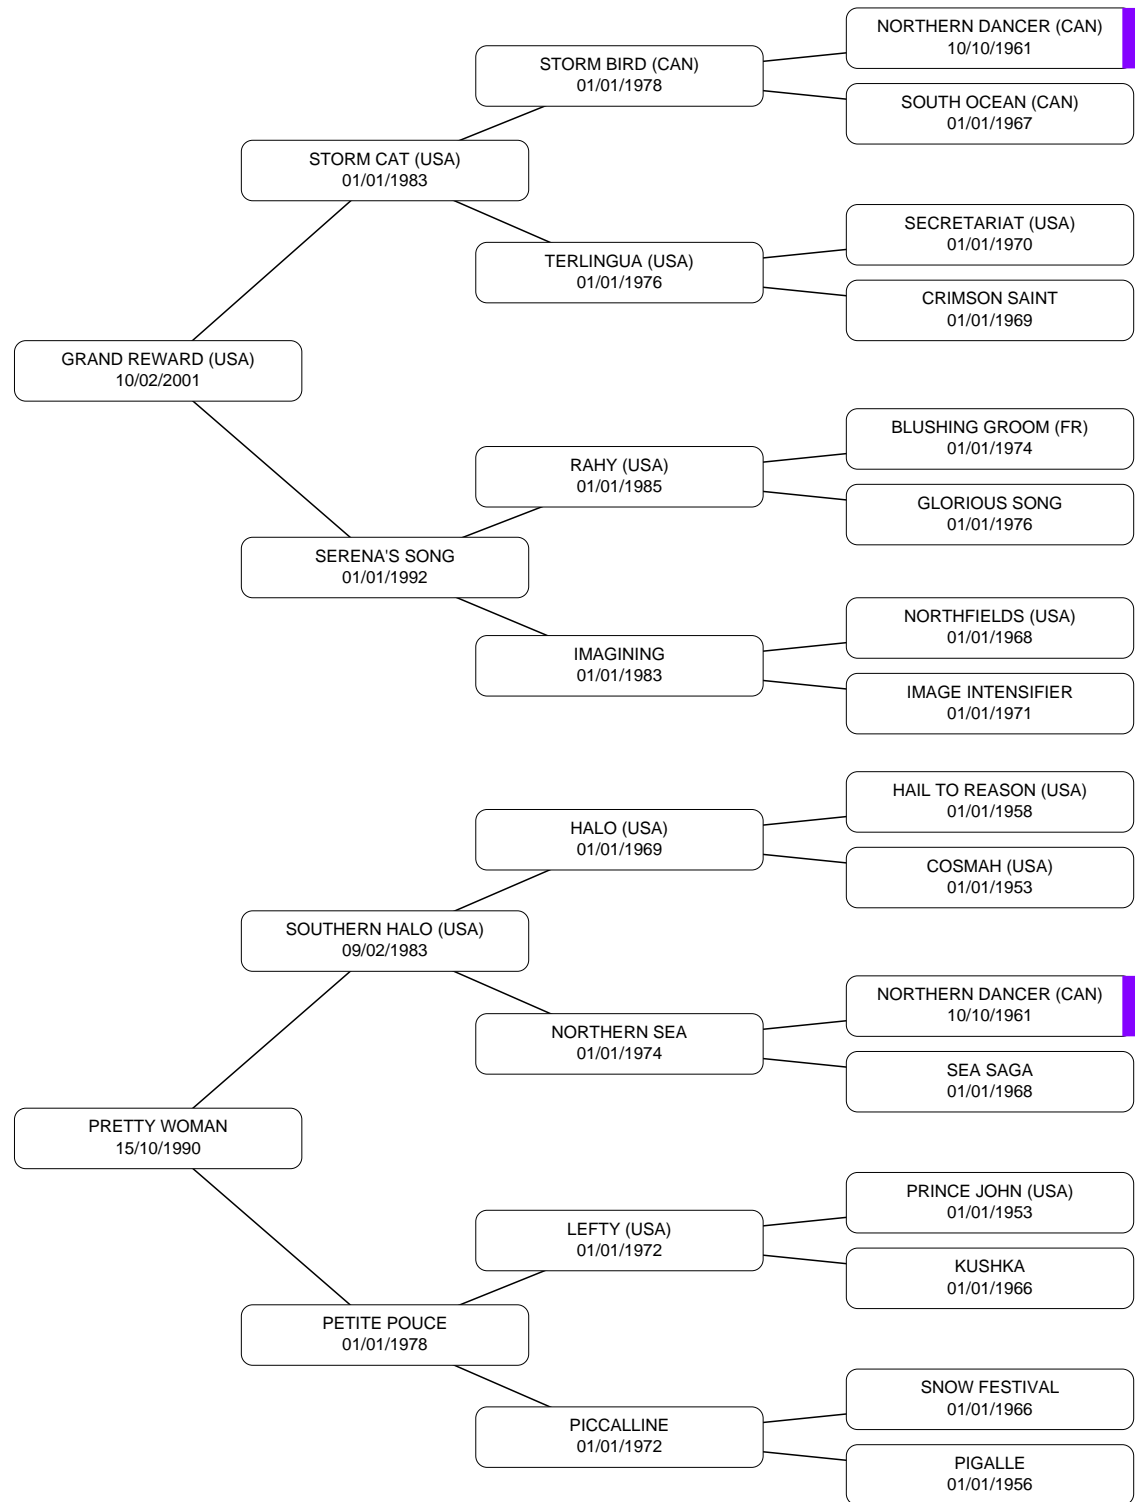 NORTHERN DANCER (CAN)
10/10/1961
STORM BIRD (CAN)
01/01/1978
SOUTH OCEAN (CAN)
01/01/1967
STORM CAT (USA)
01/01/1983
SECRETARIAT (USA)
01/01/1970
TERLINGUA (USA)
01/01/1976
CRIMSON SAINT
01/01/1969
GRAND REWARD (USA)
10/02/2001
BLUSHING GROOM (FR)
01/01/1974
RAHY (USA)
01/01/1985
GLORIOUS SONG
01/01/1976
SERENA'S SONG
01/01/1992
NORTHFIELDS (USA)
01/01/1968
IMAGINING
01/01/1983
IMAGE INTENSIFIER
01/01/1971
HAIL TO REASON (USA)
01/01/1958
HALO (USA)
01/01/1969
COSMAH (USA)
01/01/1953
SOUTHERN HALO (USA)
09/02/1983
NORTHERN DANCER (CAN)
10/10/1961
NORTHERN SEA
01/01/1974
SEA SAGA
01/01/1968
PRETTY WOMAN
15/10/1990
PRINCE JOHN (USA)
01/01/1953
LEFTY (USA)
01/01/1972
KUSHKA
01/01/1966
PETITE POUCE
01/01/1978
SNOW FESTIVAL
01/01/1966
PICCALLINE
01/01/1972
PIGALLE
01/01/1956